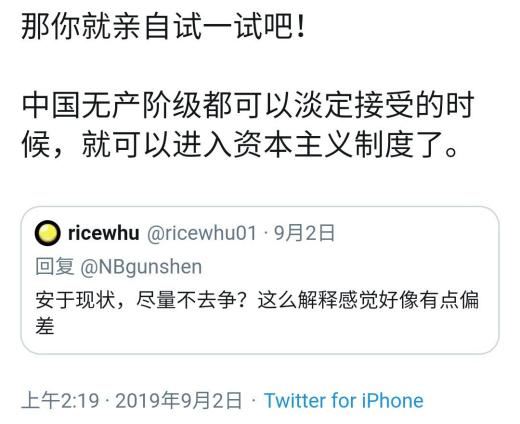 那你就亲自试一试吧！
中国无产阶级都可以淡定接受的时
候，就可以进入资本主义制度了。
ricewhu @ricewhu01 · 9月2日
回复 @NBgunshen
安于现状，尽量不去争？这么解释感觉好像有点偏
差
上午2:19 · 2019年9月2日 · Twitter for iPhone